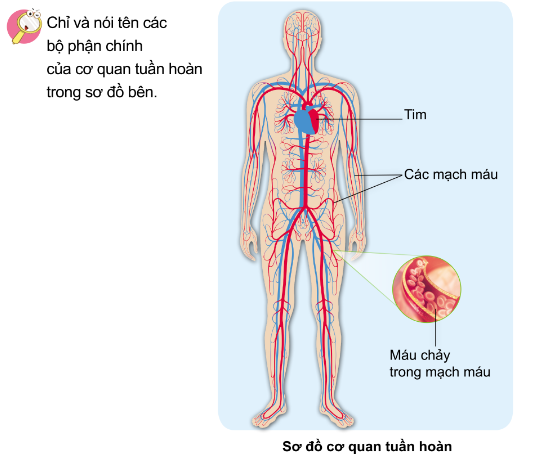 Chỉ và nói tên các
bộ phận chính
của cơ quan tuần hoàn
trong sơ đồ bên.
Tim
Các mạch máu
Máu chảy
trong mạch máu
Sơ đồ cơ quan tuần hoàn